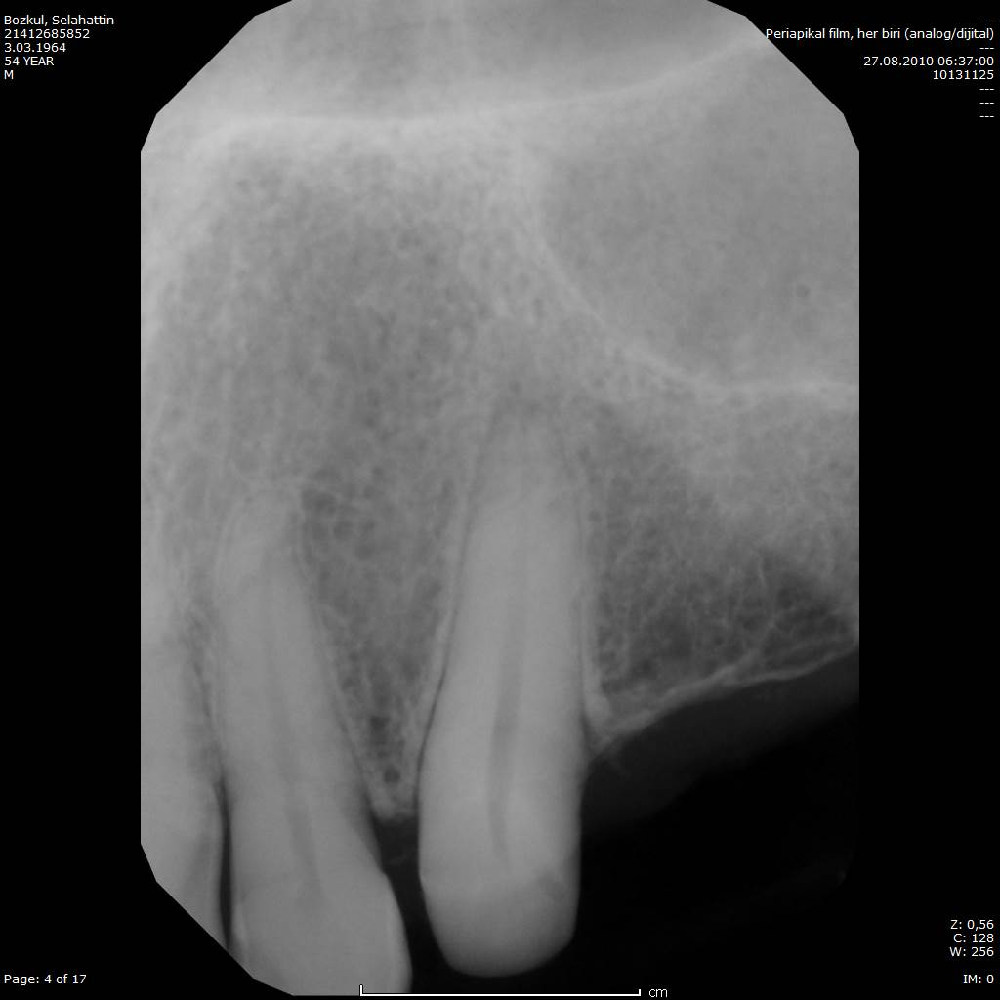 Bozkul, Selahattin
21412685852
3.03.1964
54 YEAR
M
---
Periapikal film, her biri (analog/dijital)
---
27.08.2010 06:37:00
10131125
---
---
---
cm
Z: 0,56
C: 128
W: 256
Page: 4 of 17
IM: 0